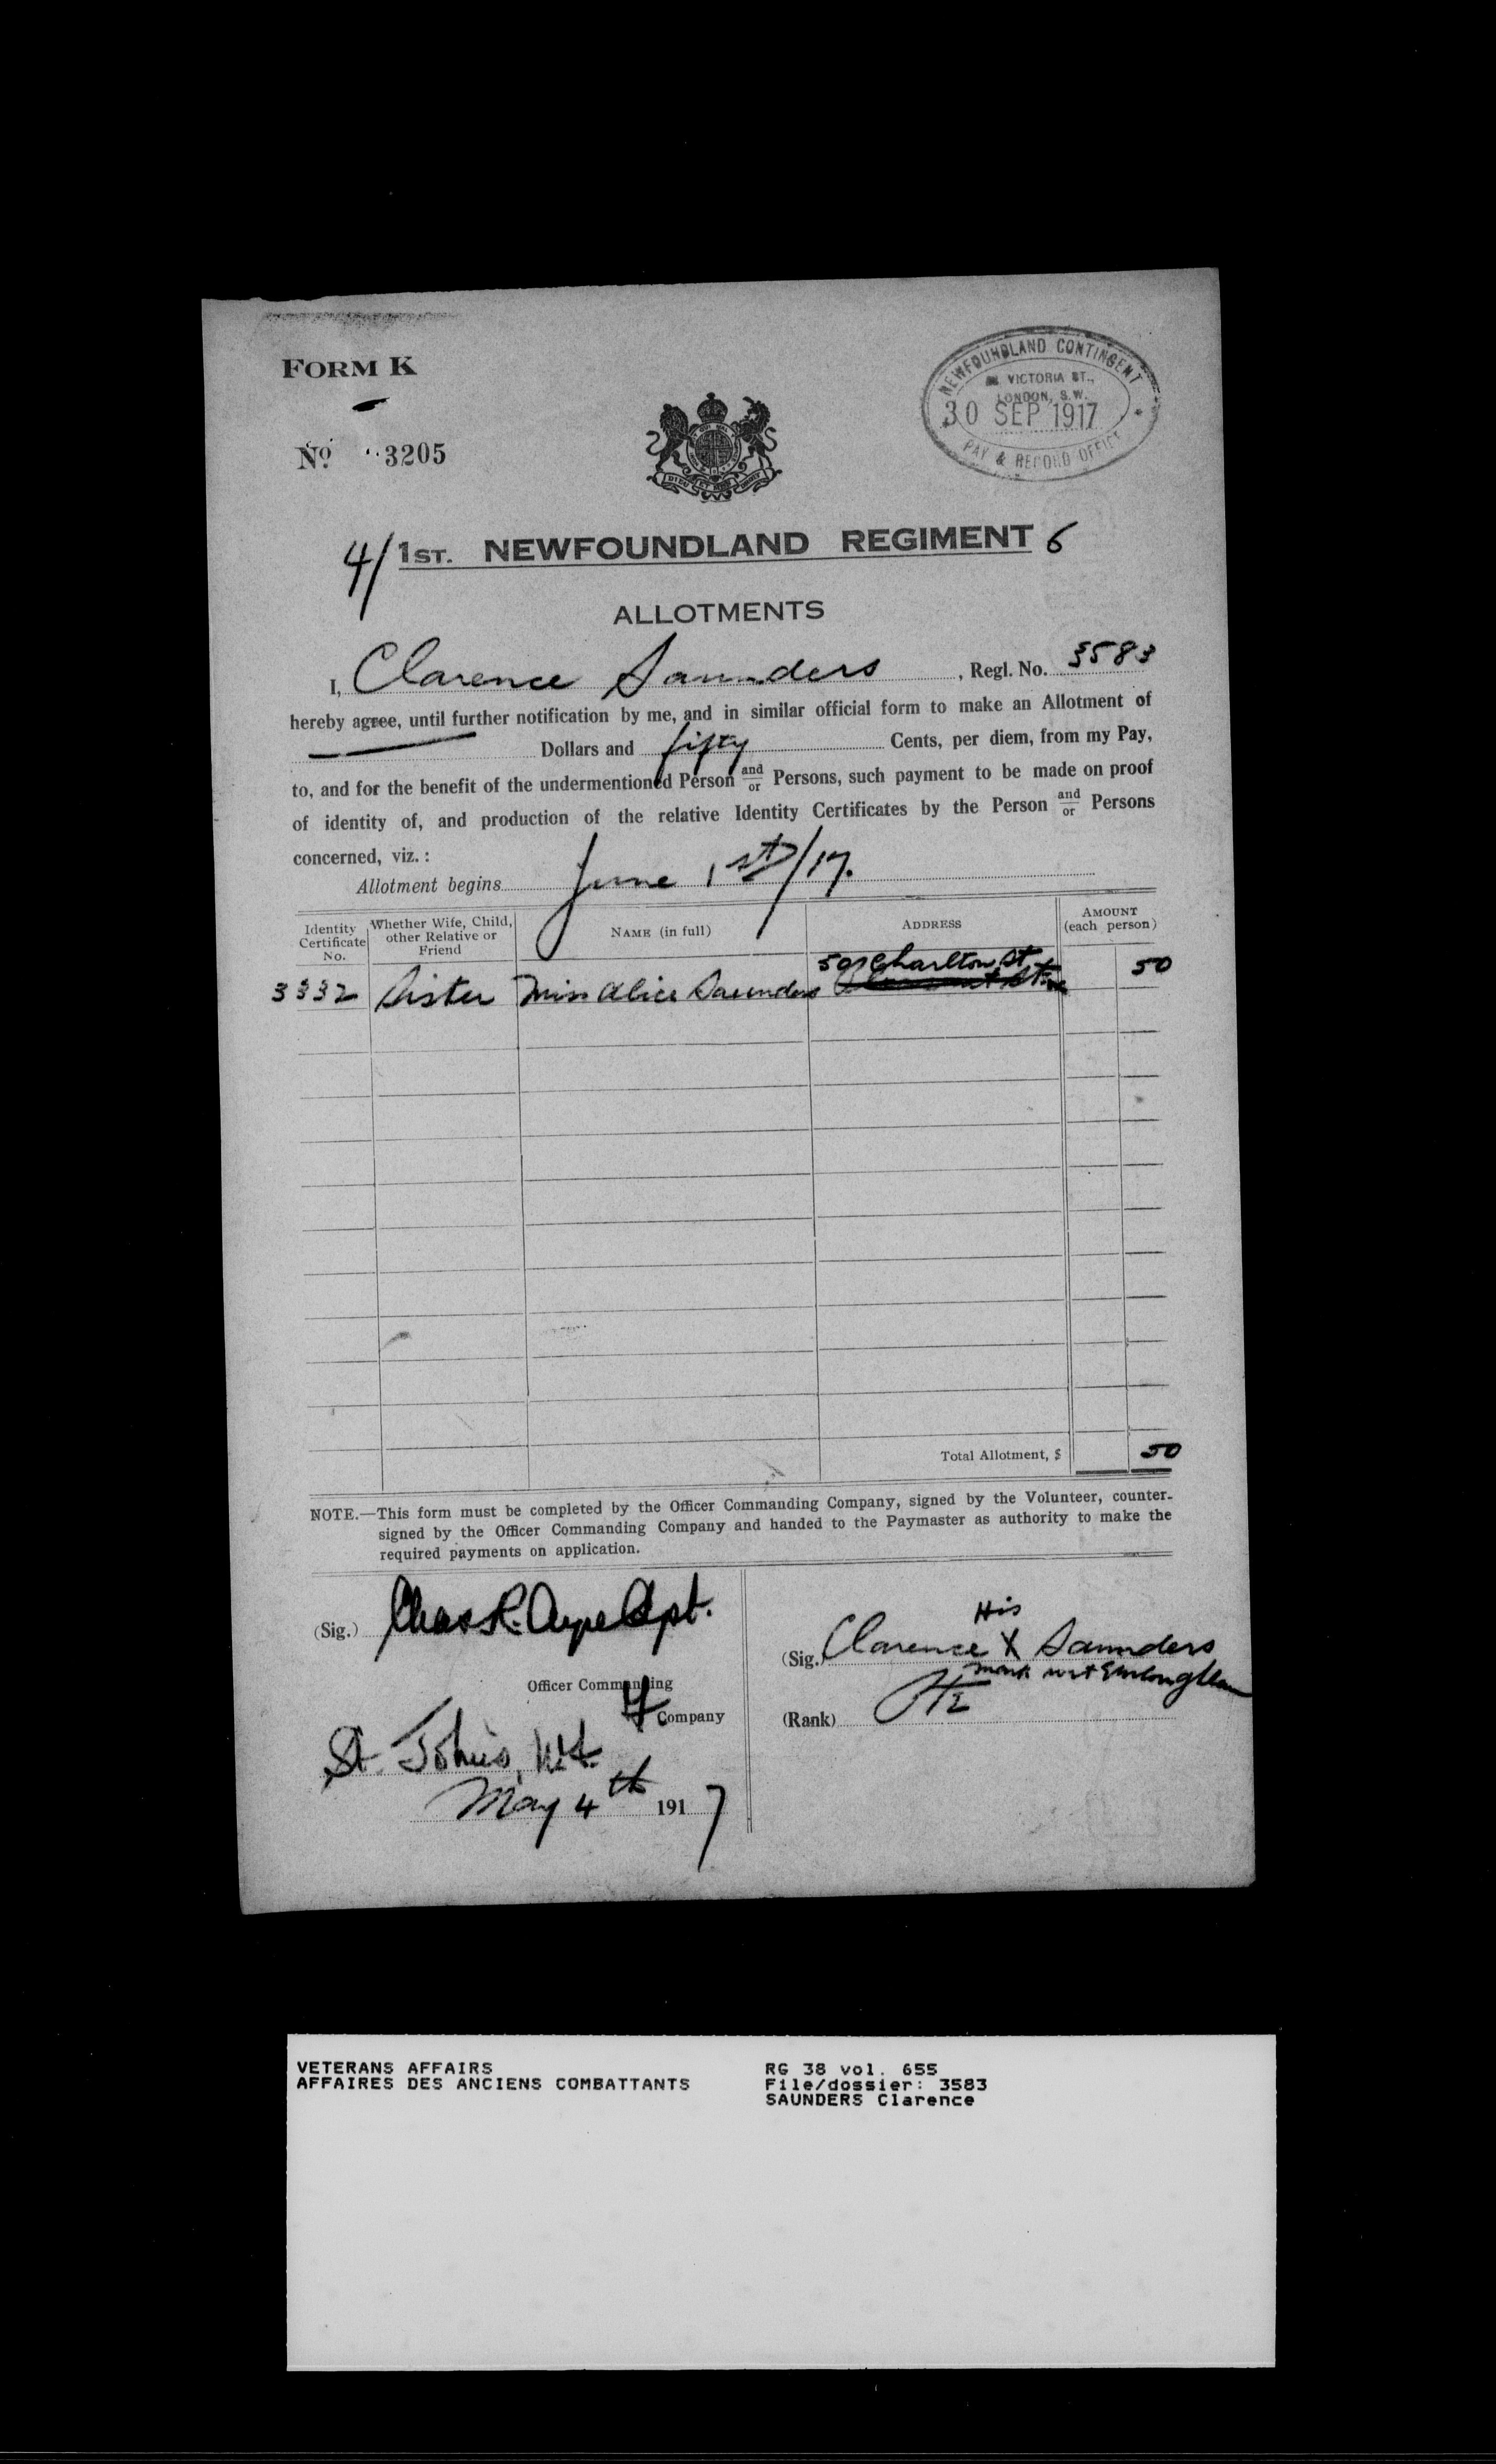 FORM K
NEWFOUNDLAND CONTINGENT
VICTORIA ST.,
LONDON, S.W.
30 SEP 1917
PAY & RECORD OFFICE
No. 3205
DIEU ET MON DROIT
4/ 1ST. NEWFOUNDLAND REGIMENT 6
ALLOTMENTS
I, Clarence Saunders, Regl. No. 3583
hereby agree, until further notification by me, and in similar official form to make an Allotment of
— Dollars and fifty Cents, per diem, from my Pay,
to, and for the benefit of the undermentioned Person and/or Persons, such payment to be made on proof
of identity of, and production of the relative Identity Certificates by the Person and/or Persons
concerned, viz.:
Allotment begins June 1st/17.
Identity Certificate No.
Whether Wife, Child, other Relative or Friend
NAME (in full)
ADDRESS
AMOUNT (each person)
3332 Sister Miss Alice Saunders Charlton St. 50
Total Allotment, $ 50
NOTE.—This form must be completed by the Officer Commanding Company, signed by the Volunteer, counter-
signed by the Officer Commanding Company and handed to the Paymaster as authority to make the
required payments on application.
(Sig.) Chas R. Ayre Capt.
Officer Commanding
Company
St. John's, Nfld.
May 4th 1917
His
(Sig.) Clarence X Saunders
mark wit
(Rank) Pte
VETERANS AFFAIRS
AFFAIRES DES ANCIENS COMBATTANTS
RG 38 vol. 655
File/dossier: 3583
SAUNDERS Clarence